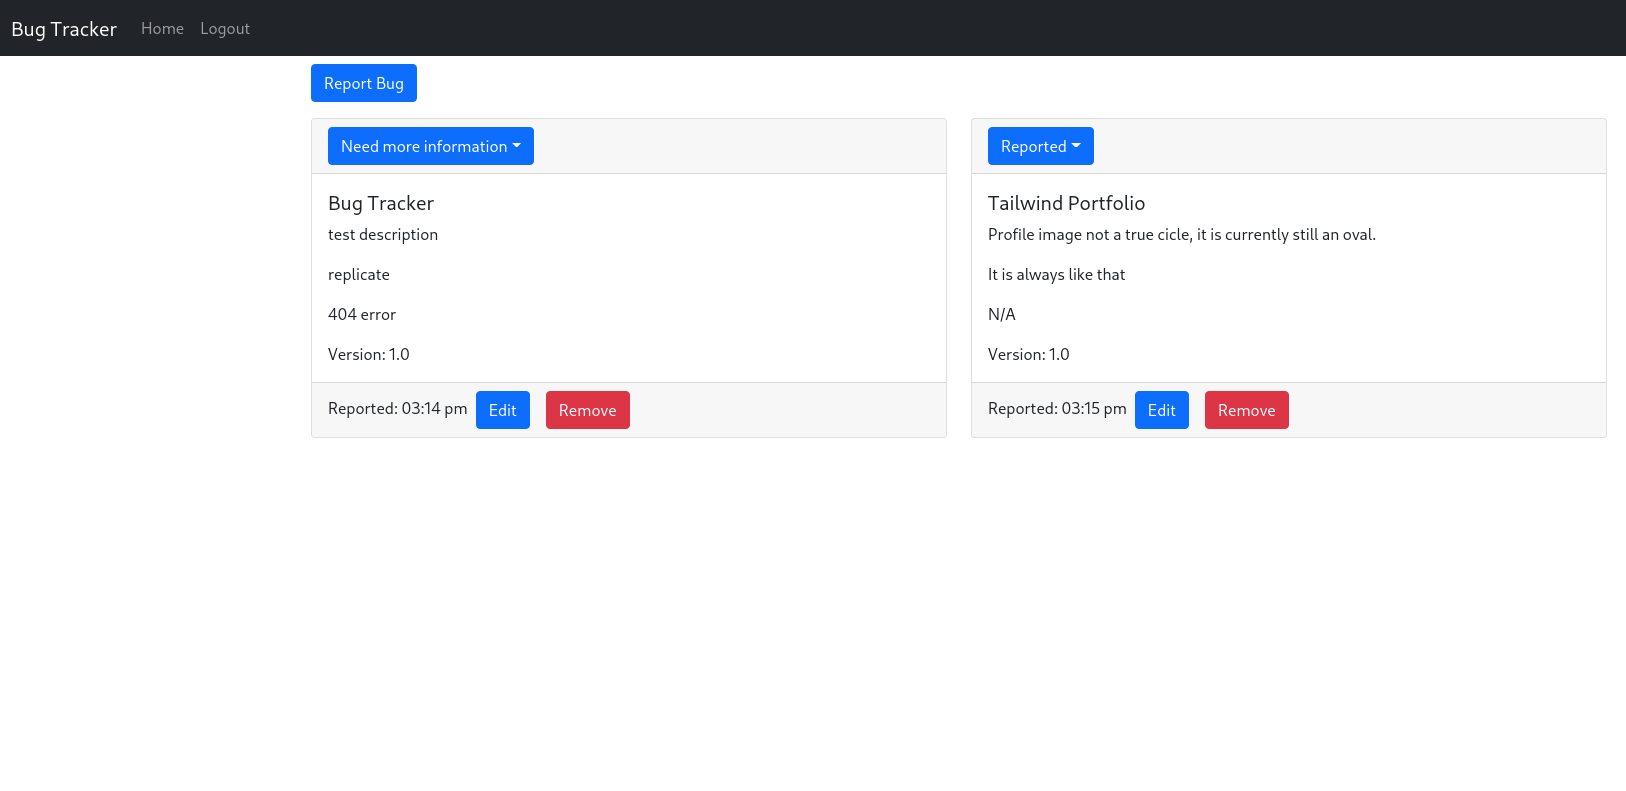 Bug Tracker Home Logout
Report Bug
Need more information
Bug Tracker
test description
replicate
404 error
Version: 1.0
Reported: 03:14 pm Edit Remove
Reported
Tailwind Portfolio
Profile image not a true cicle, it is currently still an oval.
It is always like that
N/A
Version: 1.0
Reported: 03:15 pm Edit Remove